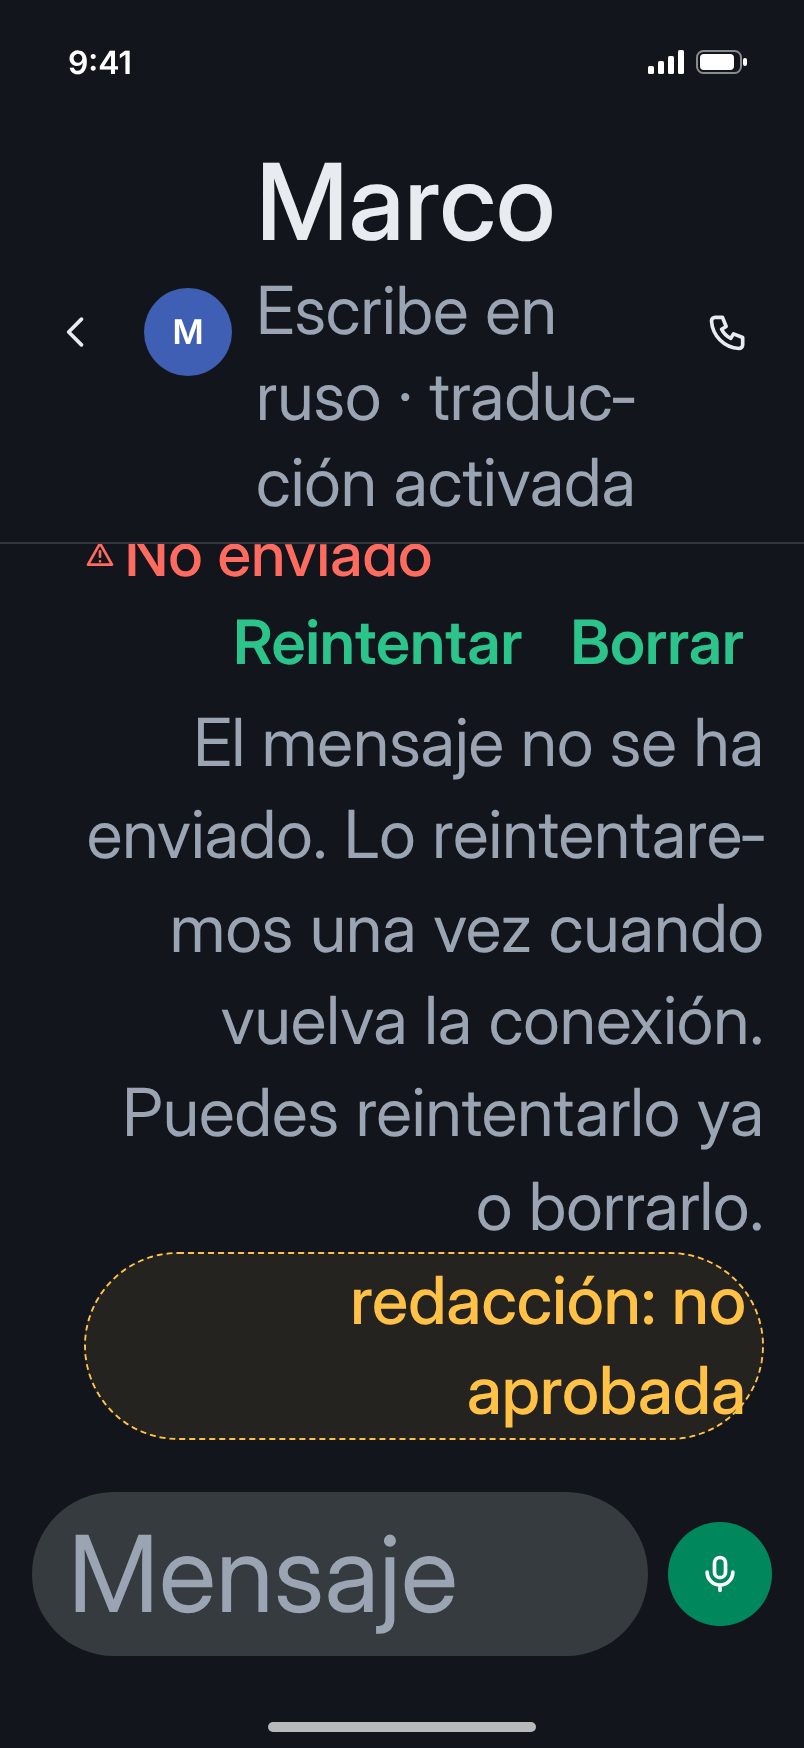 9:41
Marco
M
Escribe en
ruso · traduc-
ción activada
No enviado
Reintentar Borrar
El mensaje no se ha
enviado. Lo reintentare-
mos una vez cuando
vuelva la conexión.
Puedes reintentarlo ya
o borrarlo.
redacción: no
aprobada
Mensaje